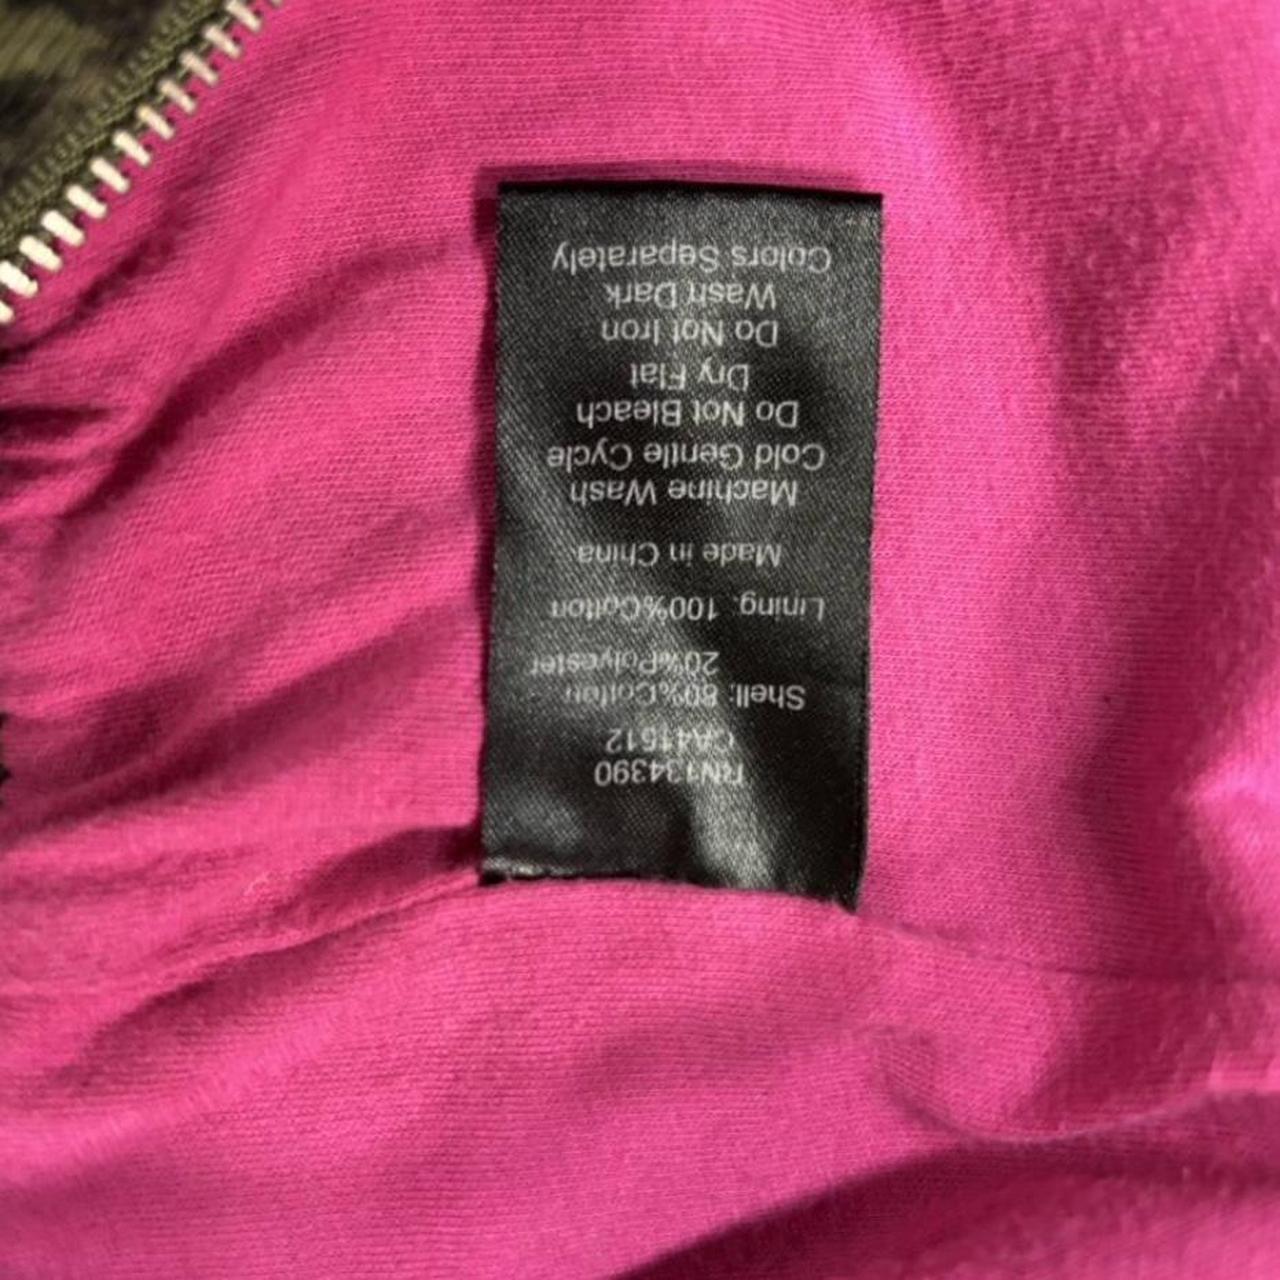 RN134390
CA41512
Shell: 80%Cotton
20%Polyester
Lining: 100%Cotton
Made in China
Machine Wash
Cold Gentle Cycle
Do Not Bleach
Dry Flat
Do Not Iron
Wash Dark
Colors Separately